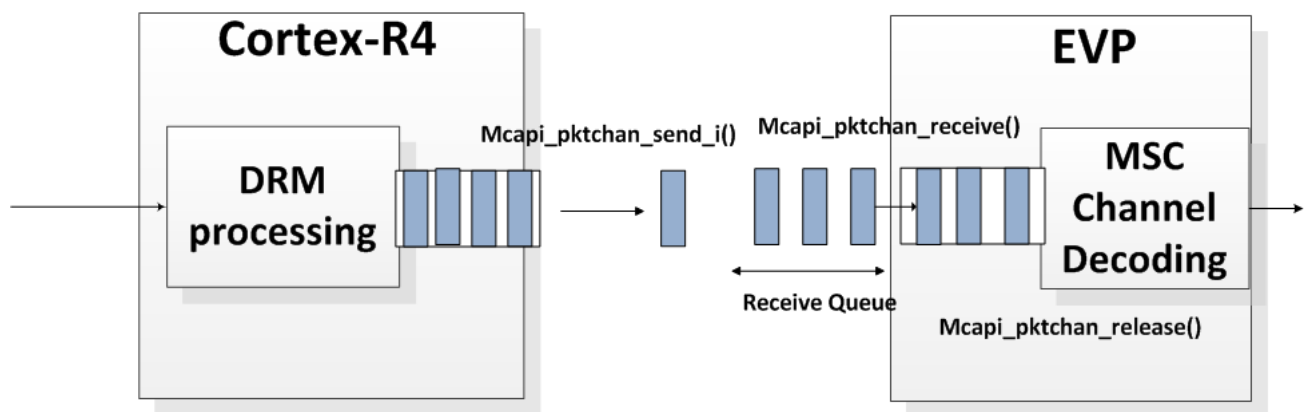 Cortex-R4
DRM
processing
Mcapi_pktchan_send_i()
Mcapi_pktchan_receive()
Receive Queue
EVP
MSC
Channel
Decoding
Mcapi_pktchan_release()